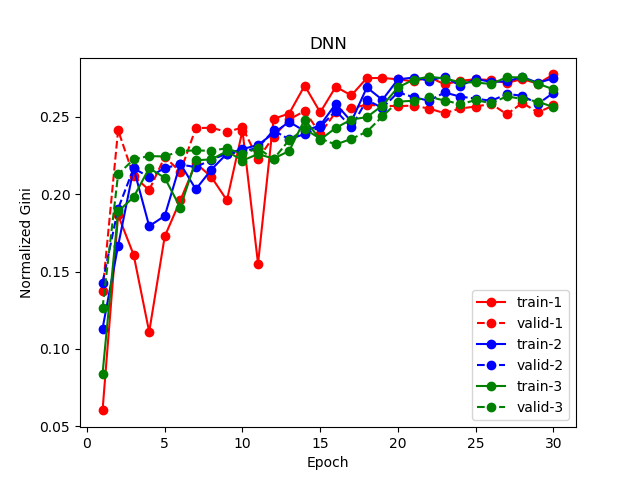 DNN
Normalized Gini
0.25
0.20
0.15
0.10
0.05
0 5 10 15 20 25 30
Epoch
train-1
valid-1
train-2
valid-2
train-3
valid-3